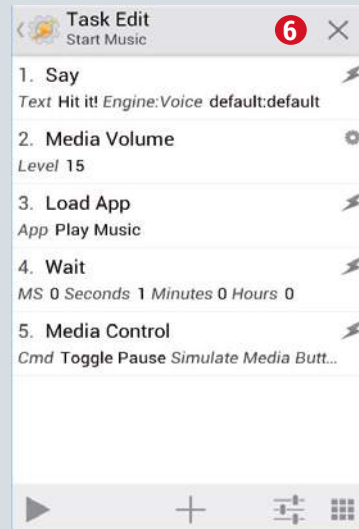 Task Edit
Start Music
6
1. Say
Text Hit it! Engine:Voice default:default
2. Media Volume
Level 15
3. Load App
App Play Music
4. Wait
MS 0 Seconds 1 Minutes 0 Hours 0
5. Media Control
Cmd Toggle Pause Simulate Media Butt...